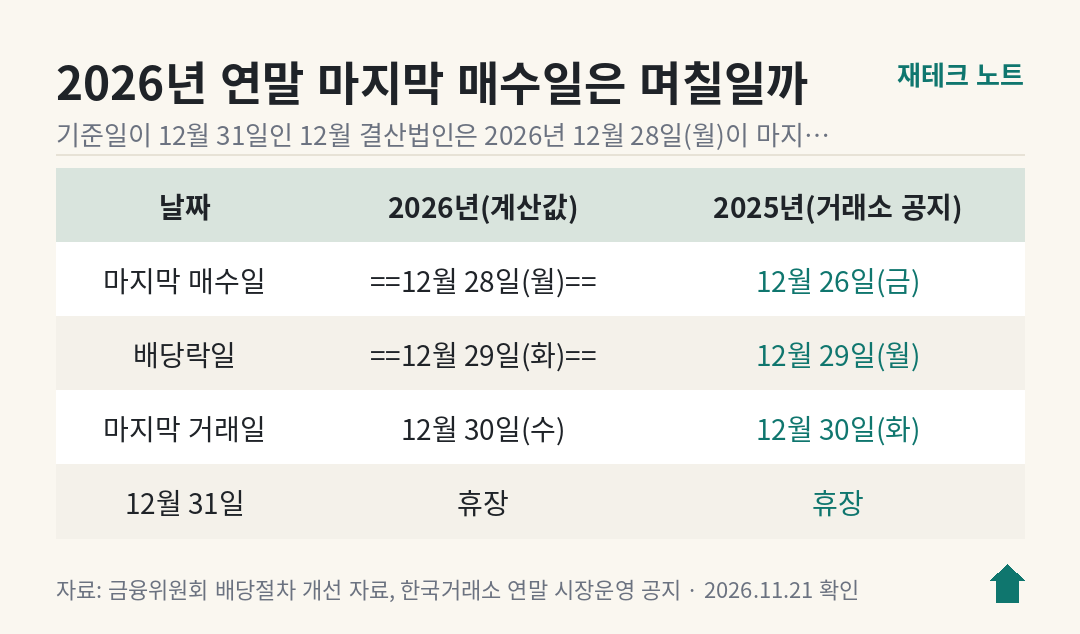 2026년 연말 마지막 매수일은 며칠일까
재테크 노트
기준일이 12월 31일인 12월 결산법인은 2026년 12월 28일(월)이 마지…
날짜 2026년(계산값) 2025년(거래소 공지)
마지막 매수일 ==12월 28일(월)== 12월 26일(금)
배당락일 ==12월 29일(화)== 12월 29일(월)
마지막 거래일 12월 30일(수) 12월 30일(화)
12월 31일 휴장 휴장
자료: 금융위원회 배당절차 개선 자료, 한국거래소 연말 시장운영 공지 · 2026.11.21 확인